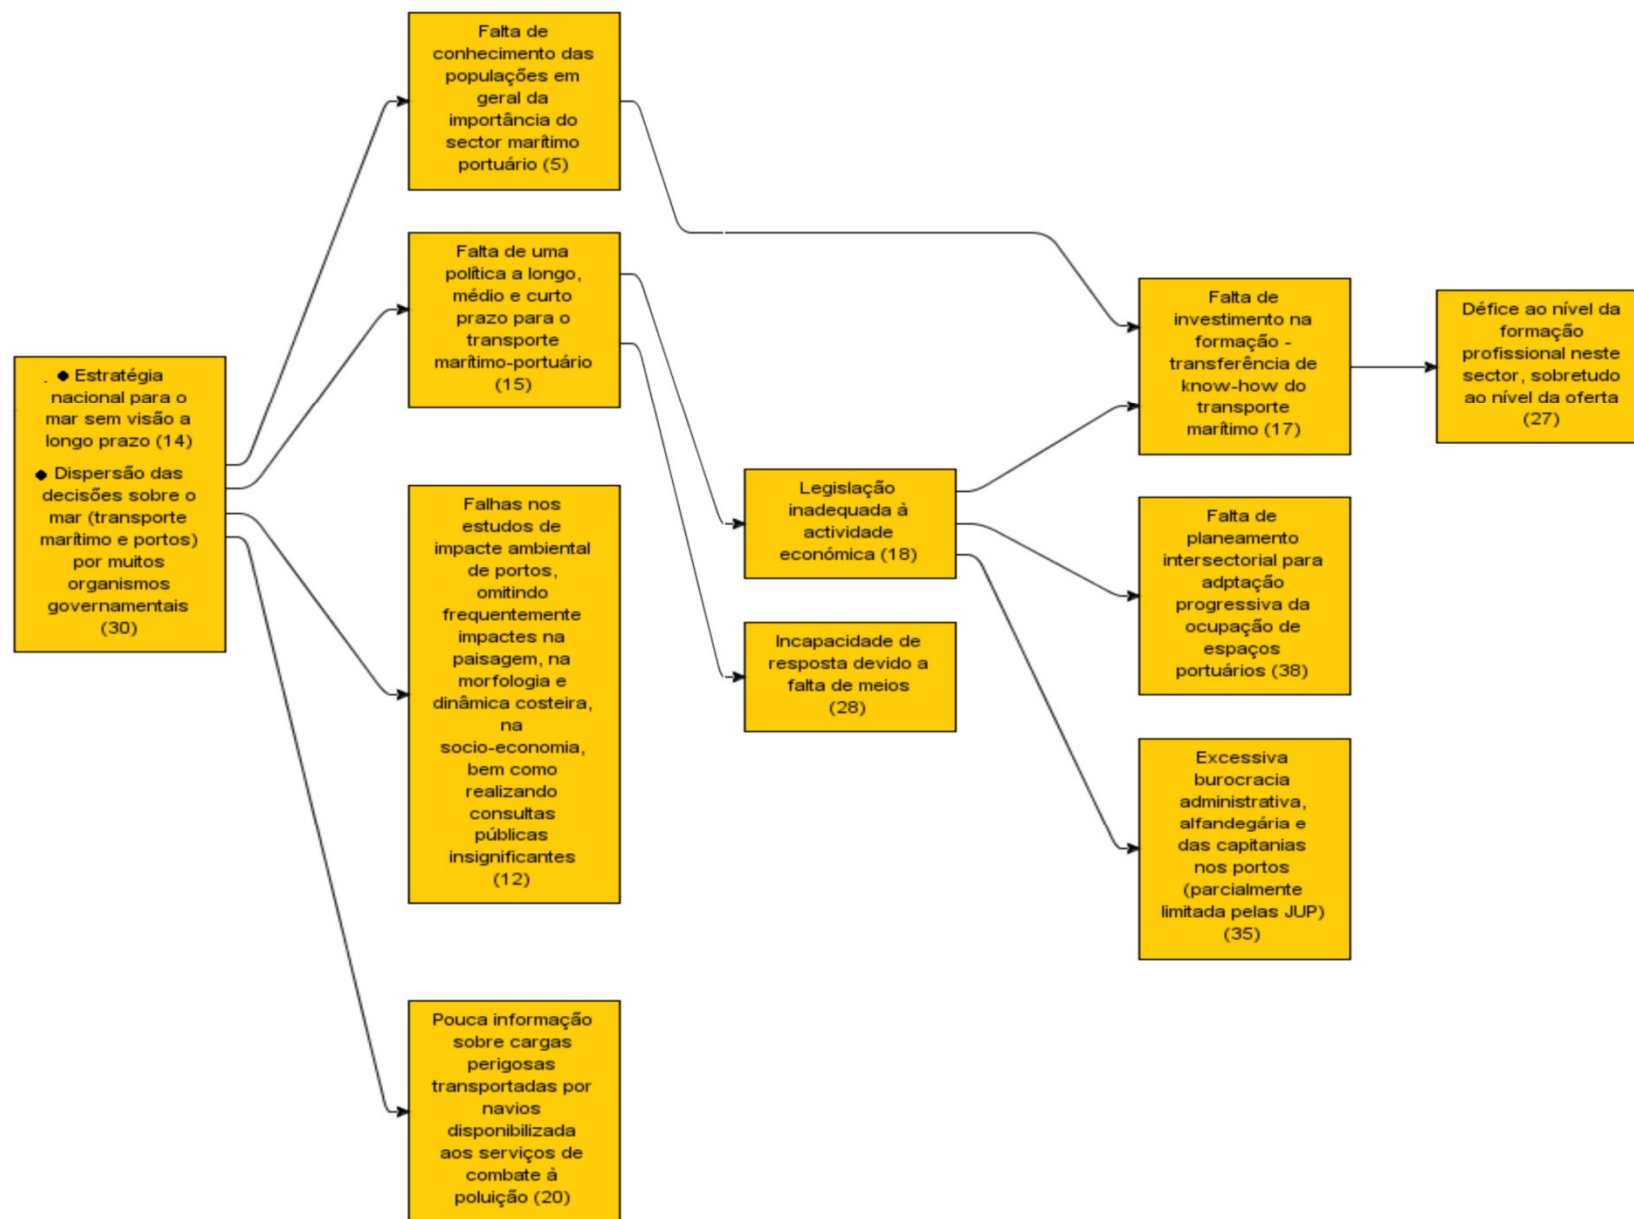 Falta de
conhecimento das
populações em
geral da
importância do
sector marítimo
portuário (5)
Falta de uma
política a longo,
médio e curto
prazo para o
transporte
marítimo-portuário
(15)
Falta de
investimento na
formação -
transferência de
know-how do
transporte
marítimo (17)
Défice ao nível da
formação
profissional neste
sector, sobretudo
ao nível da oferta
(27)
. ● Estratégia
nacional para o
mar sem visão a
longo prazo (14)
● Dispersão das
decisões sobre o
mar (transporte
marítimo e portos)
por muitos
organismos
governamentais
(30)
Falhas nos
estudos de
impacte ambiental
de portos,
omitindo
frequentemente
impactes na
paisagem, na
morfologia e
dinâmica costeira,
na
socio-economia,
bem como
realizando
consultas
públicas
insignificantes
(12)
Legislação
inadequada à
actividade
económica (18)
Falta de
planeamento
intersectorial para
adptação
progressiva da
ocupação de
espaços
portuários (38)
Incapacidade de
resposta devido a
falta de meios
(28)
Excessiva
burocracia
administrativa,
alfandegária e
das capitanias
nos portos
(parcialmente
limitada pelas JUP)
(35)
Pouca informação
sobre cargas
perigosas
transportadas por
navios
disponibilizada
aos serviços de
combate à
poluição (20)